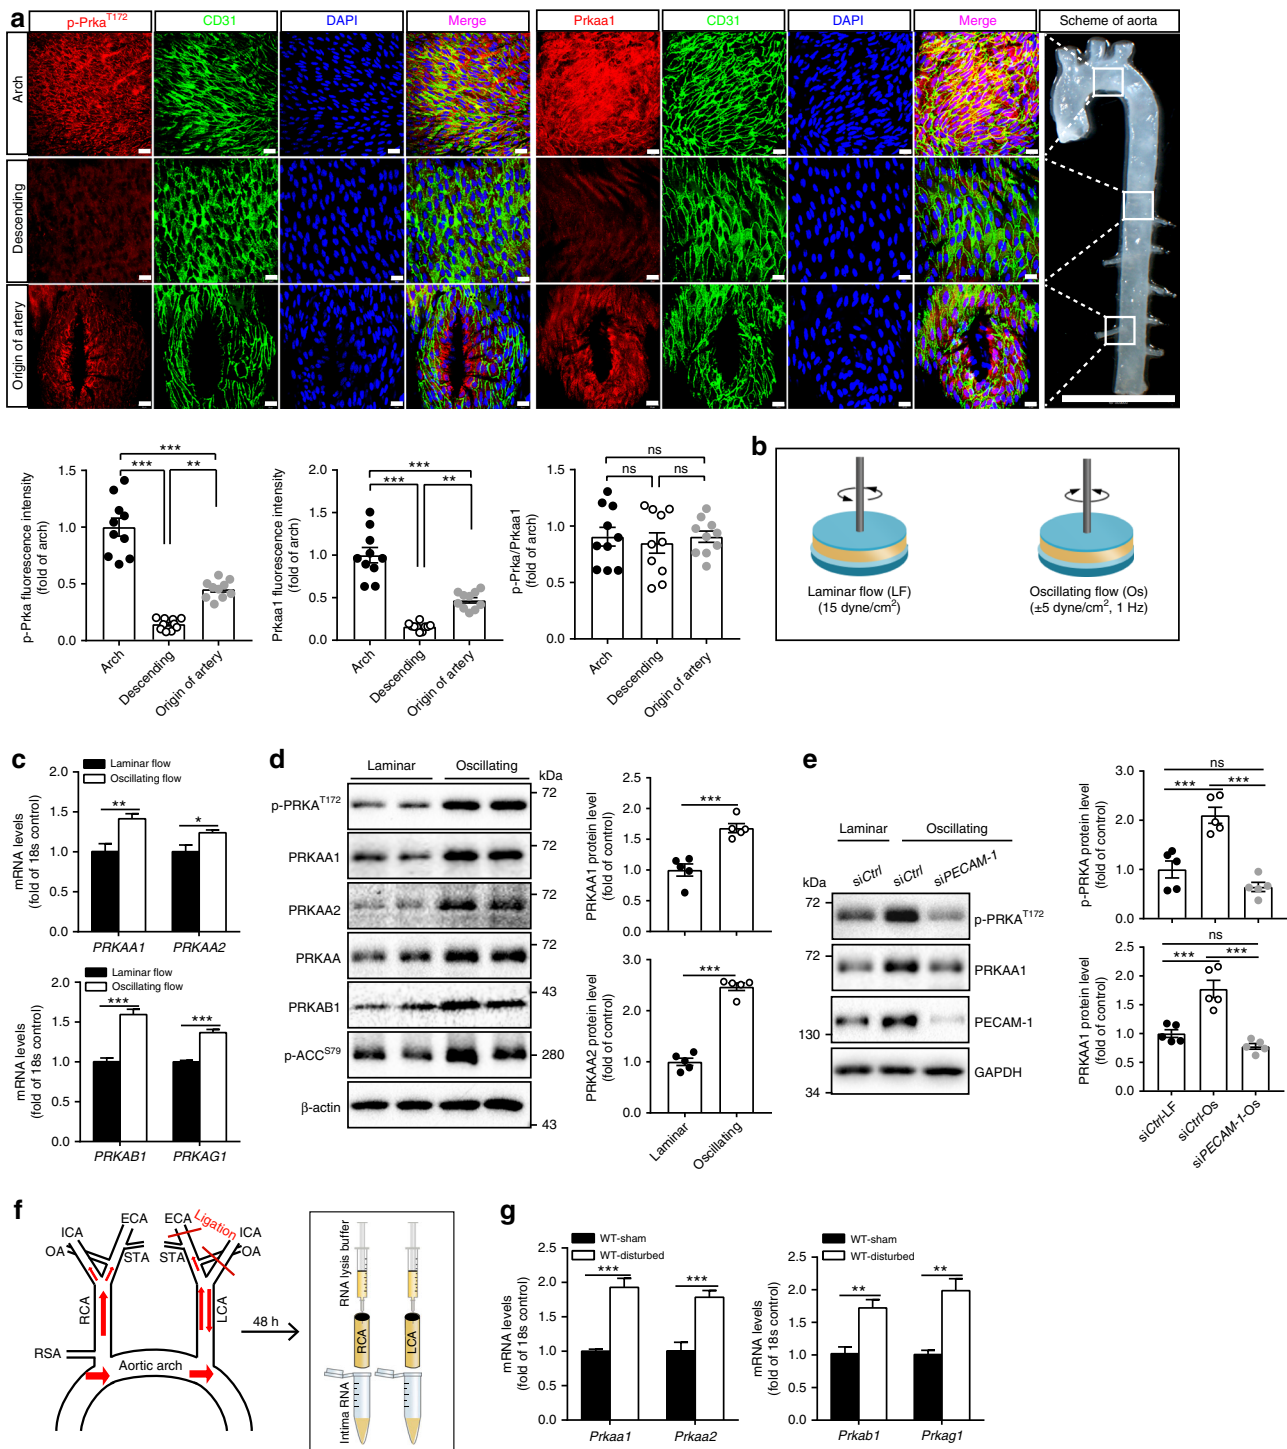 a
p-Prka^T172 CD31 DAPI Merge Prkaa1 CD31 DAPI Merge Scheme of aorta
Arch
Descending
Origin of artery
p-Prka fluorescence intensity
(fold of arch)
1.5
1.0
0.5
0.0
***
*** **
Arch
Descending
Origin of artery
Prkaa1 fluorescence intensity
(fold of arch)
2.0
1.5
1.0
0.5
0
***
*** **
Arch
Descending
Origin of artery
p-Prka/Prkaa1
(fold of arch)
1.5
1.0
0.5
0.0
ns
ns ns
Arch
Descending
Origin of artery
b
Laminar flow (LF)
(15 dyne/cm²)
Oscillating flow (Os)
(±5 dyne/cm², 1 Hz)
c
Laminar flow
Oscillating flow
mRNA levels
(fold of 18s control)
2.0
1.5
1.0
0.5
0.0
** *
PRKAA1 PRKAA2
Laminar flow
Oscillating flow
mRNA levels
(fold of 18s control)
2.0
1.5
1.0
0.5
0
*** ***
PRKAB1 PRKAG1
d
Laminar Oscillating
kDa
p-PRKA^T172 72
PRKAA1 72
PRKAA2 72
PRKAA 72
PRKAB1 43
p-ACC^S79 280
β-actin
43
PRKAA1 protein level
(fold of control)
2.5
2.0
1.5
1.0
0.5
0.0
***
PRKAA2 protein level
(fold of control)
3.0
2.0
1.0
0.0
***
Laminar
Oscillating
e
Laminar Oscillating
siCtrl siCtrl siPECAM-1
kDa
72 p-PRKA^T172
72 PRKAA1
130 PECAM-1
GAPDH
34
p-PRKA protein level
(fold of control)
3.0
2.0
1.0
0.0
ns
*** ***
PRKAA1 protein level
(fold of control)
2.5
2.0
1.5
1.0
0.5
0.0
ns
*** ***
siCtrl-LF
siCtrl-Os
siPECAM-1-Os
f
ECA ECA Ligation
ICA ICA
OA STA STA OA
RCA LCA
RSA
Aortic arch
48 h
RNA lysis buffer
RCA LCA
Intima RNA
g
WT-sham
WT-disturbed
mRNA levels
(fold of 18s control)
2.5
2.0
1.5
1.0
0.5
0.0
*** ***
Prkaa1 Prkaa2
WT-sham
WT-disturbed
mRNA levels
(fold of 18s control)
2.5
2.0
1.5
1.0
0.5
0.0
** **
Prkab1 Prkag1